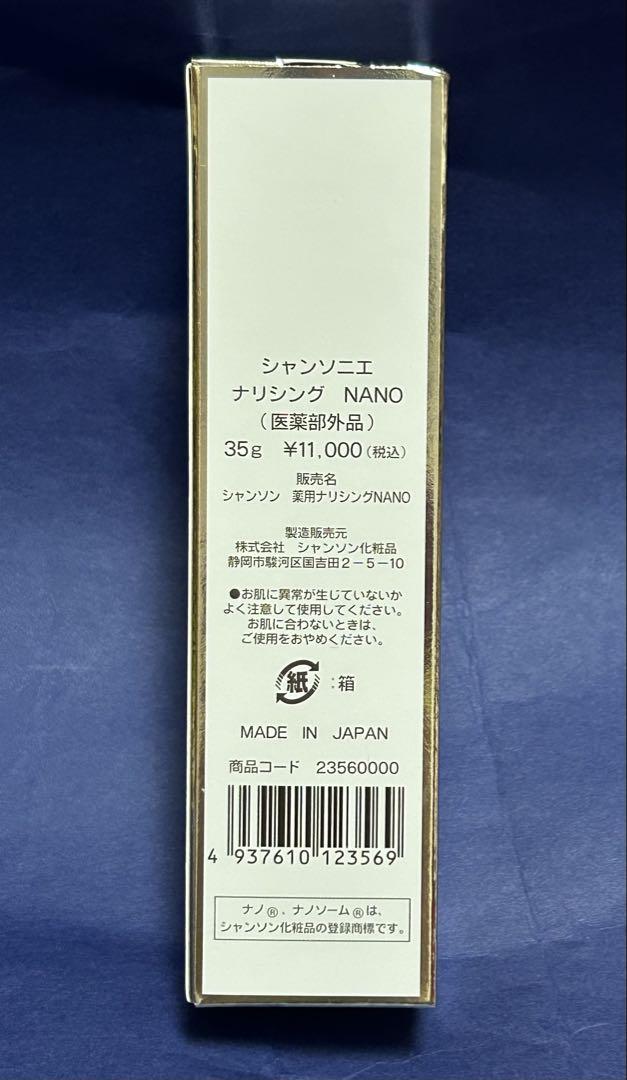 シャンソニエ
ナリシング NANO
（医薬部外品）
35g ¥11,000（税込）
販売名
シャンソン 薬用ナリシングNANO
製造販売元
株式会社 シャンソン化粧品
静岡市駿河区国吉田2－5－10
●お肌に異常が生じていないか
よく注意して使用してください。
お肌に合わないときは、
ご使用をおやめください。
紙 :箱
MADE IN JAPAN
商品コード 23560000
4 937610 123569
ナノ®、ナノソーム®は、
シャンソン化粧品の登録商標です。